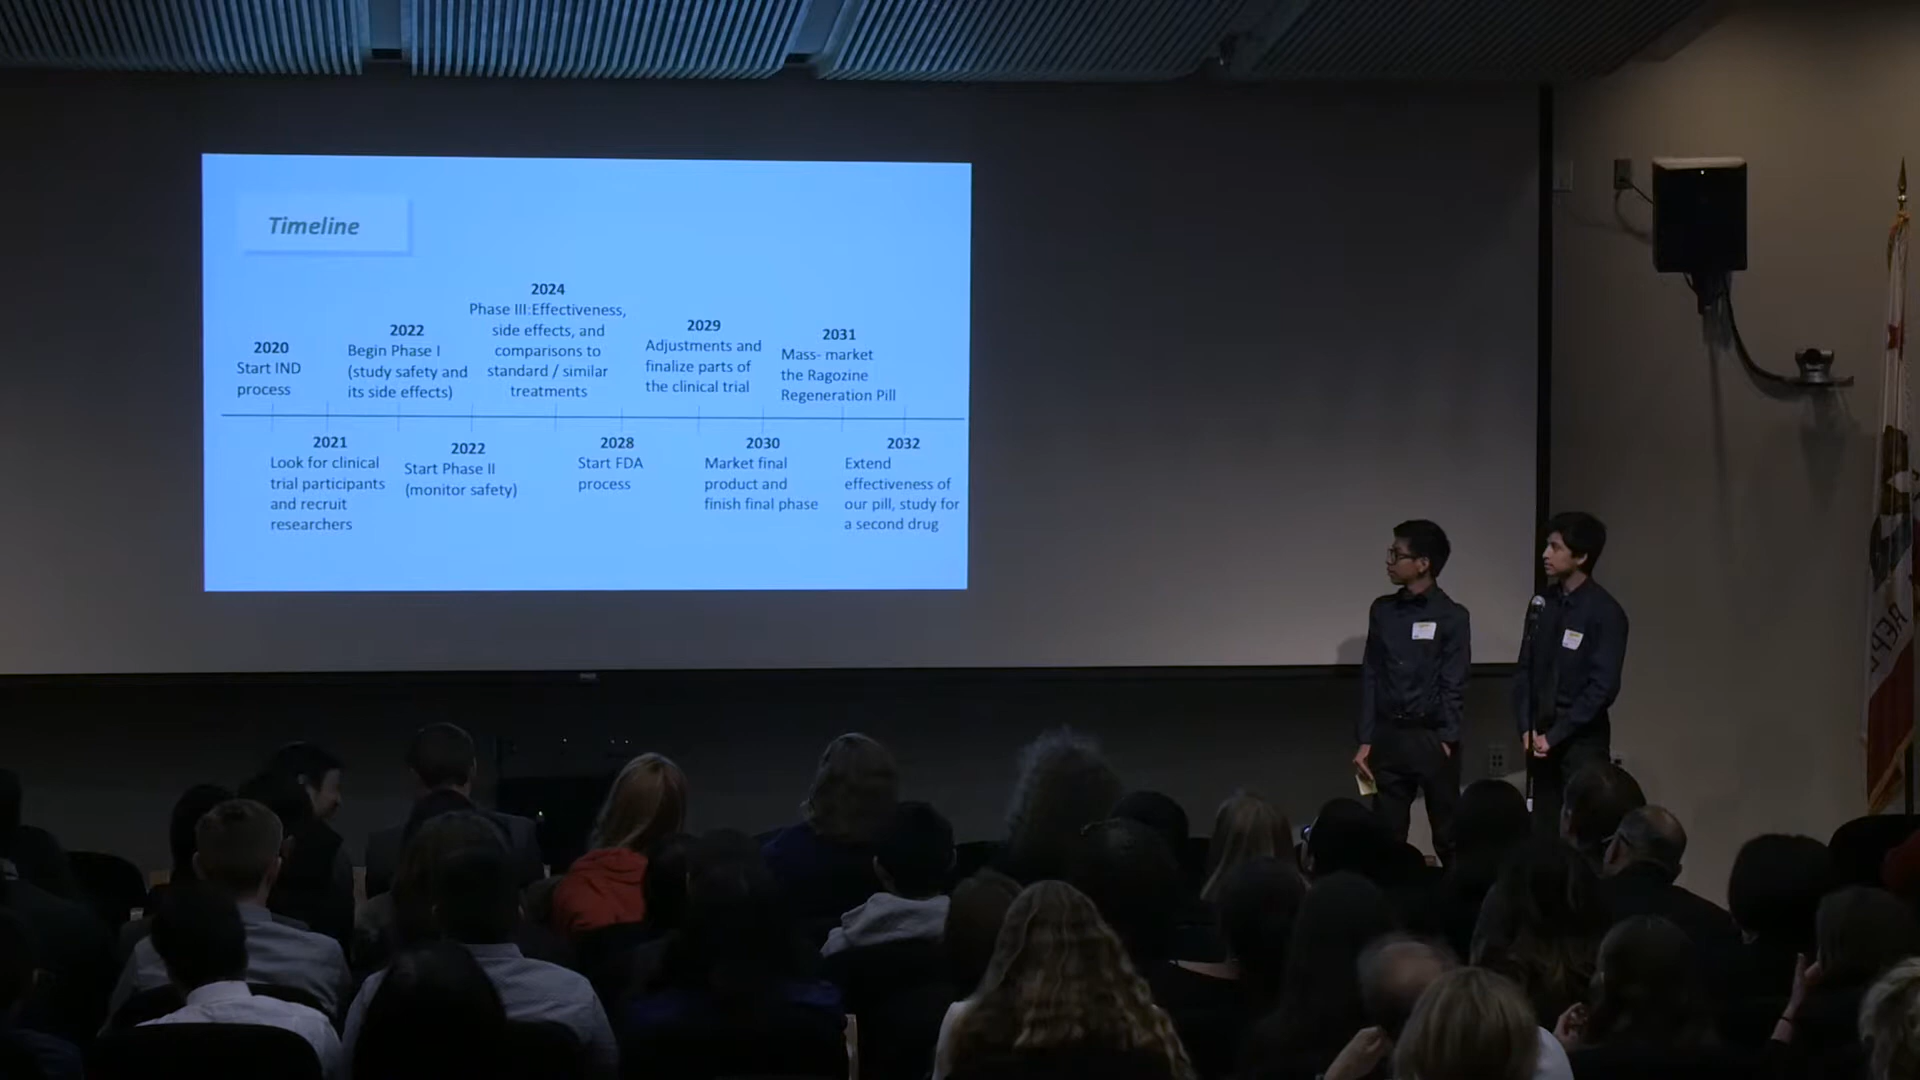 Timeline
2020
Start IND
process
2022
Begin Phase I
(study safety and
its side effects)
2024
Phase III:Effectiveness,
side effects, and
comparisons to
standard / similar
treatments
2029
Adjustments and
finalize parts of
the clinical trial
2031
Mass- market
the Ragozine
Regeneration Pill
2021
Look for clinical
trial participants
and recruit
researchers
2022
Start Phase II
(monitor safety)
2028
Start FDA
process
2030
Market final
product and
finish final phase
2032
Extend
effectiveness of
our pill, study for
a second drug